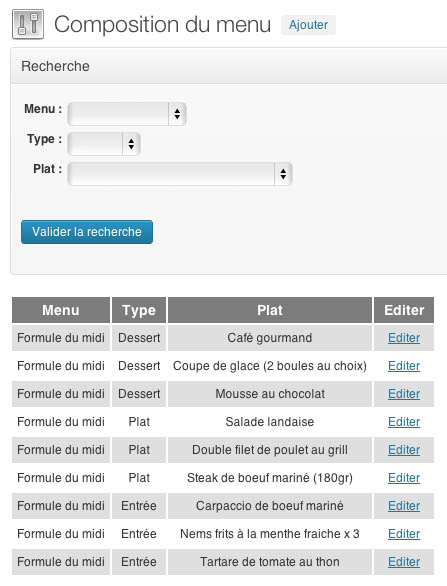 Composition du menu Ajouter
Recherche
Menu :
Type :
Plat :
Valider la recherche
Menu Type Plat Editer
Formule du midi Dessert Café gourmand Editer
Formule du midi Dessert Coupe de glace (2 boules au choix) Editer
Formule du midi Dessert Mousse au chocolat Editer
Formule du midi Plat Salade landaise Editer
Formule du midi Plat Double filet de poulet au grill Editer
Formule du midi Plat Steak de boeuf mariné (180gr) Editer
Formule du midi Entrée Carpaccio de boeuf mariné Editer
Formule du midi Entrée Nems frits à la menthe fraiche x 3 Editer
Formule du midi Entrée Tartare de tomate au thon Editer